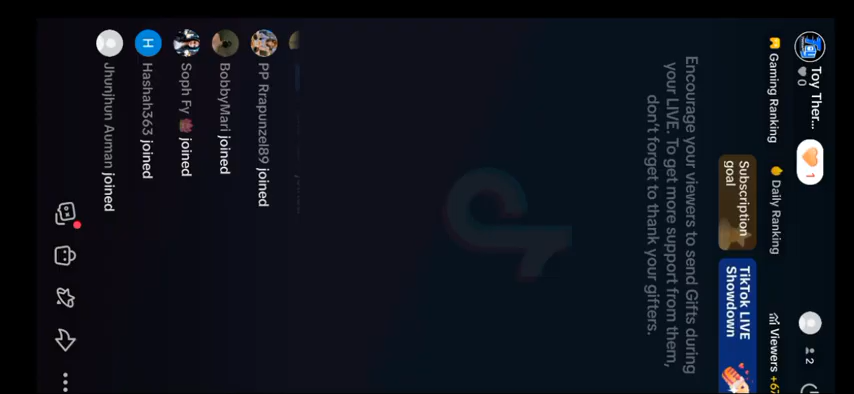 Toy Ther...
0
1
2
Gaming Ranking
Daily Ranking
Viewers +67
Subscription
goal
TikTok LIVE
Showdown
Encourage your viewers to send Gifts during
your LIVE. To get more support from them,
don't forget to thank your gifters.
PP Rrapunzel89 joined
BobbyMari joined
Soph Fy joined
H
Hashah363 joined
Jhunjhun Auman joined